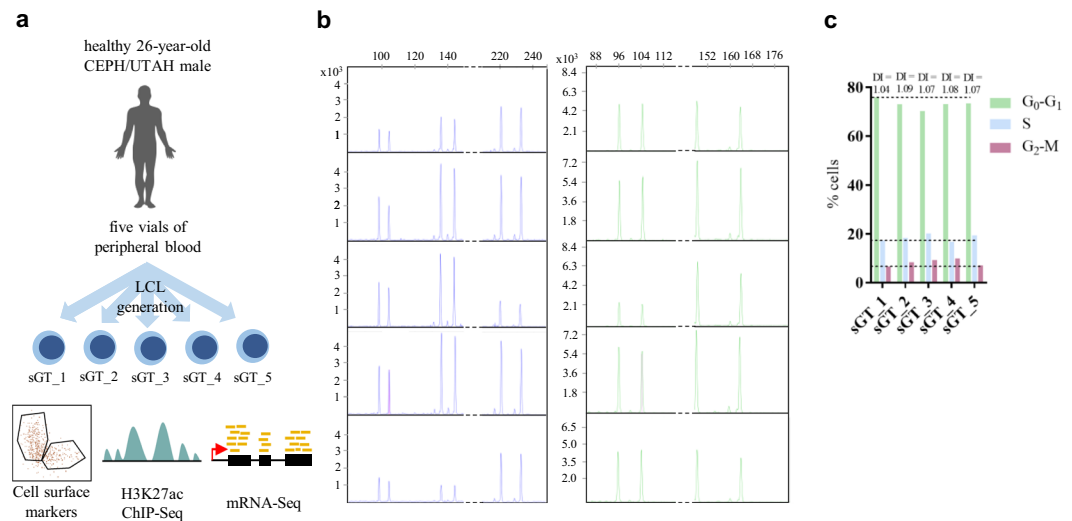 a
healthy 26-year-old
CEPH/UTAH male
five vials of
peripheral blood
LCL
generation
sGT_1 sGT_2 sGT_3 sGT_4 sGT_5
Cell surface
markers
H3K27ac
ChIP-Seq
mRNA-Seq
b
100 140 220 240
x10³
4
3
2
1
4
3
2
1
4
3
2
1
4
3
2
1
4
3
2
1
88 96 104 112 152 160 168 176
x10³
8.4
6.3
4.2
2.1
7.2
5.4
3.6
1.8
8.4
6.3
4.2
2.1
7.2
5.4
3.6
1.8
6.5
5.0
3.5
2.0
c
DI = DI = DI = DI = DI =
1.04 1.09 1.07 1.08 1.07
80
60
40
20
0
% cells
sGT_1 sGT_2 sGT_3 sGT_4 sGT_5
G₀-G₁
S
G₂-M